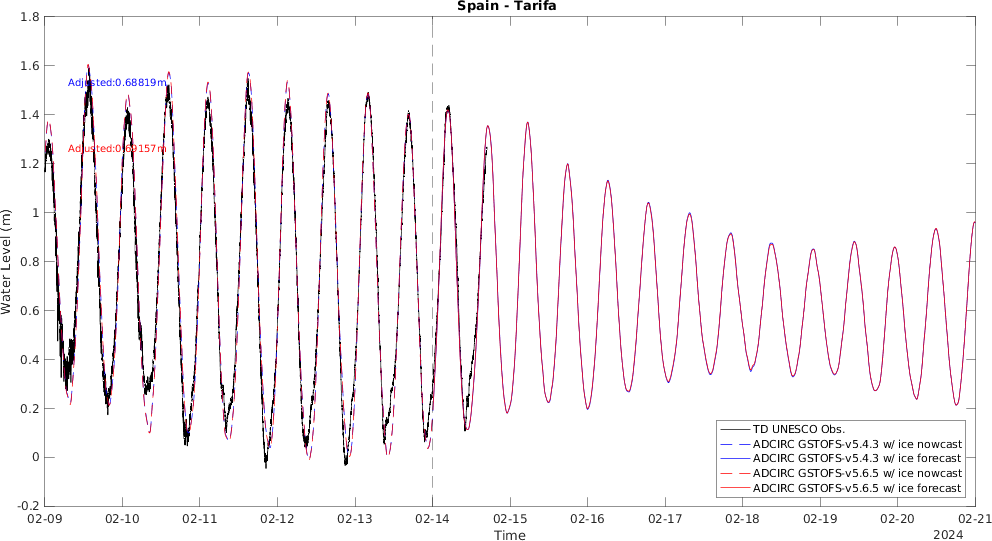 Spain - Tarifa
1.8
1.6
1.4
1.2
1
0.8
0.6
0.4
0.2
0
-0.2
Water Level (m)
Adjusted:0.68819m
Adjusted:0.69157m
TD UNESCO Obs.
ADCIRC GSTOFS-v5.4.3 w/ ice nowcast
ADCIRC GSTOFS-v5.4.3 w/ ice forecast
ADCIRC GSTOFS-v5.6.5 w/ ice nowcast
ADCIRC GSTOFS-v5.6.5 w/ ice forecast
02-09 02-10 02-11 02-12 02-13 02-14 02-15 02-16 02-17 02-18 02-19 02-20 02-21
Time
2024